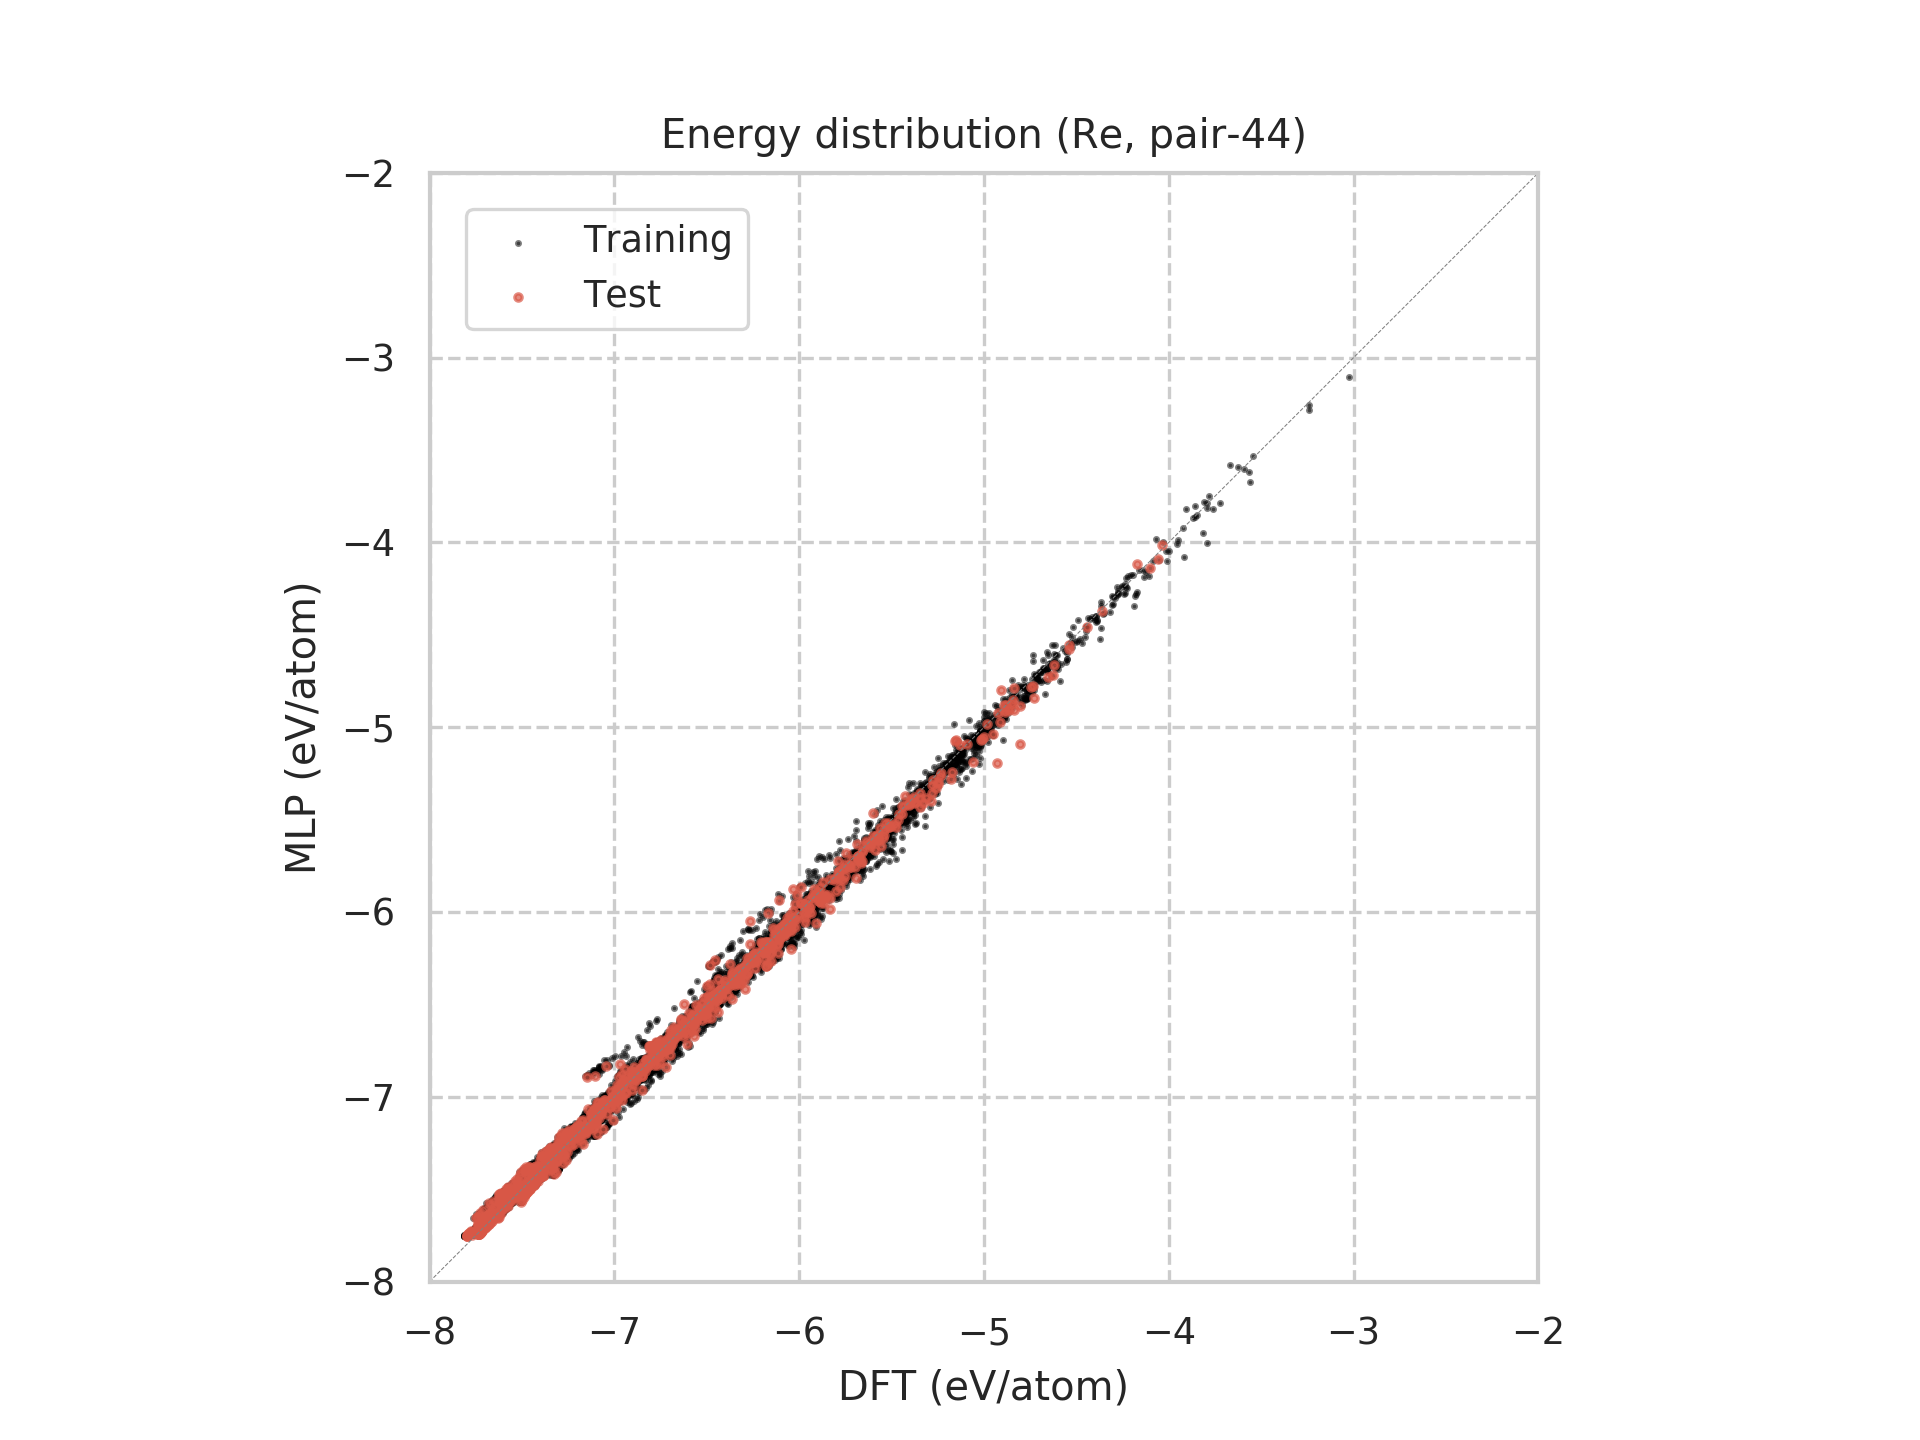 Energy distribution (Re, pair-44)
Training
Test
−2
−3
−4
−5
−6
−7
−8
MLP (eV/atom)
−8 −7 −6 −5 −4 −3 −2
DFT (eV/atom)